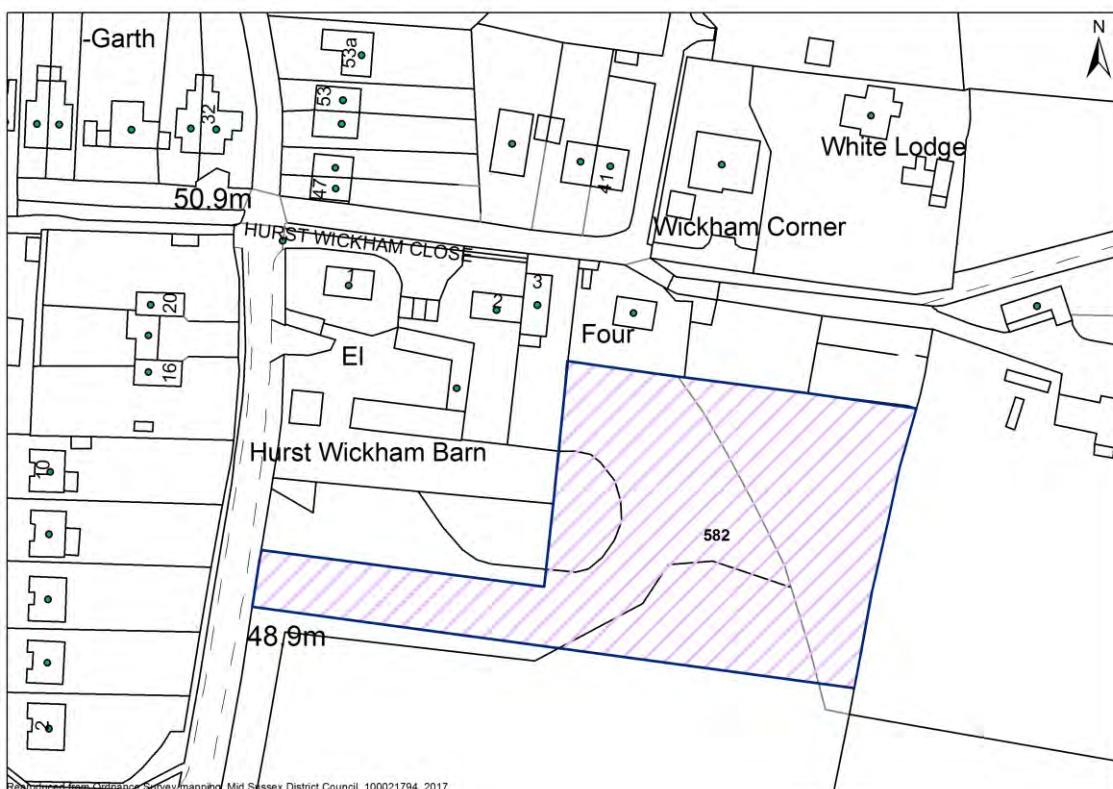 N
-Garth
53a
53
32
White Lodge
41
47
50.9m
Wickham Corner
HURST WICKHAM CLOSE
1
3
2
20
Four
El
16
Hurst Wickham Barn
10
582
48.9m
2
Reproduced from Ordnance Survey mapping, Mid Sussex District Council, 100021794, 2017